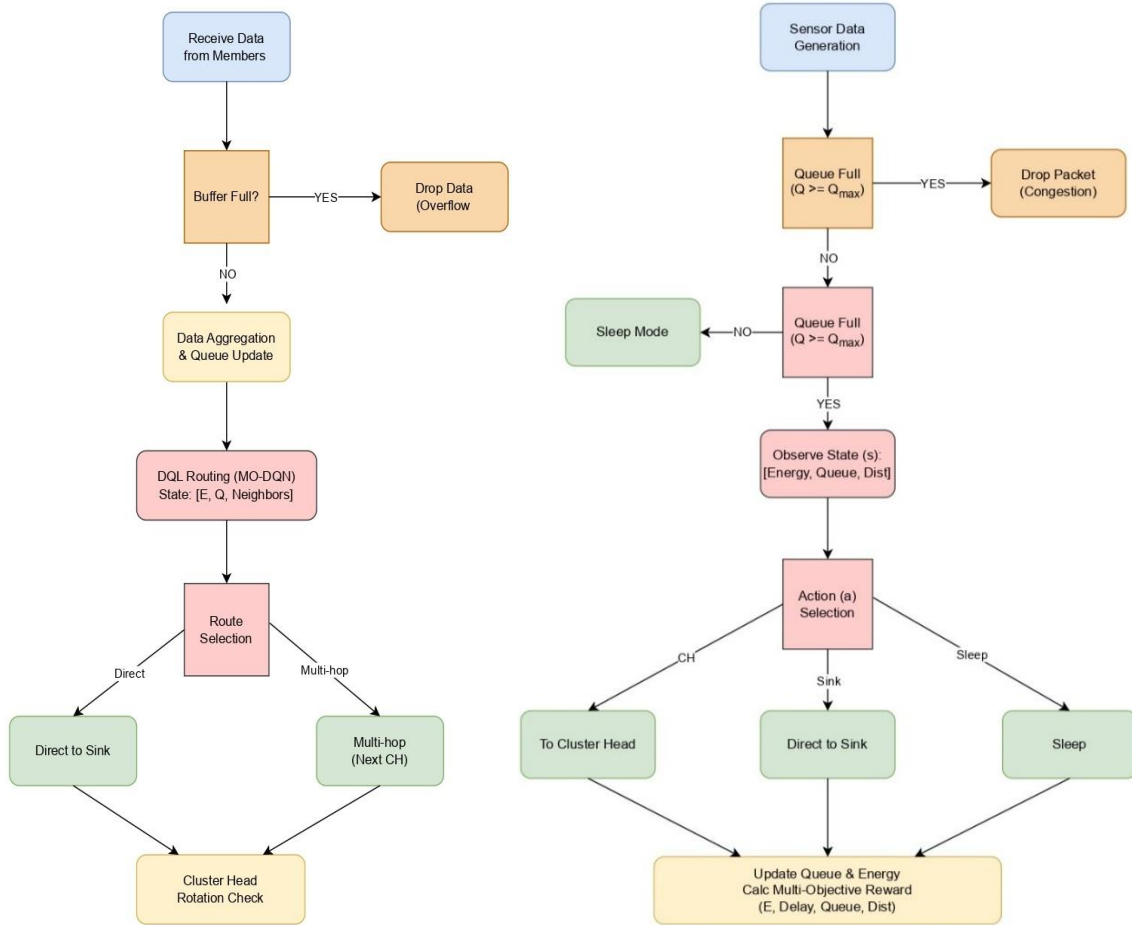 Receive Data
from Members
Buffer Full?
YES
Drop Data
(Overflow
NO
Data Aggregation
& Queue Update
DQL Routing (MO-DQN)
State: [E, Q, Neighbors]
Route
Selection
Direct
Multi-hop
Direct to Sink
Multi-hop
(Next CH)
Cluster Head
Rotation Check
Sensor Data
Generation
Queue Full
(Q >= Qmax)
YES
Drop Packet
(Congestion)
NO
Queue Full
(Q >= Qmax)
NO
Sleep Mode
YES
Observe State (s):
[Energy, Queue, Dist]
Action (a)
Selection
CH
Sink
Sleep
To Cluster Head
Direct to Sink
Sleep
Update Queue & Energy
Calc Multi-Objective Reward
(E, Delay, Queue, Dist)